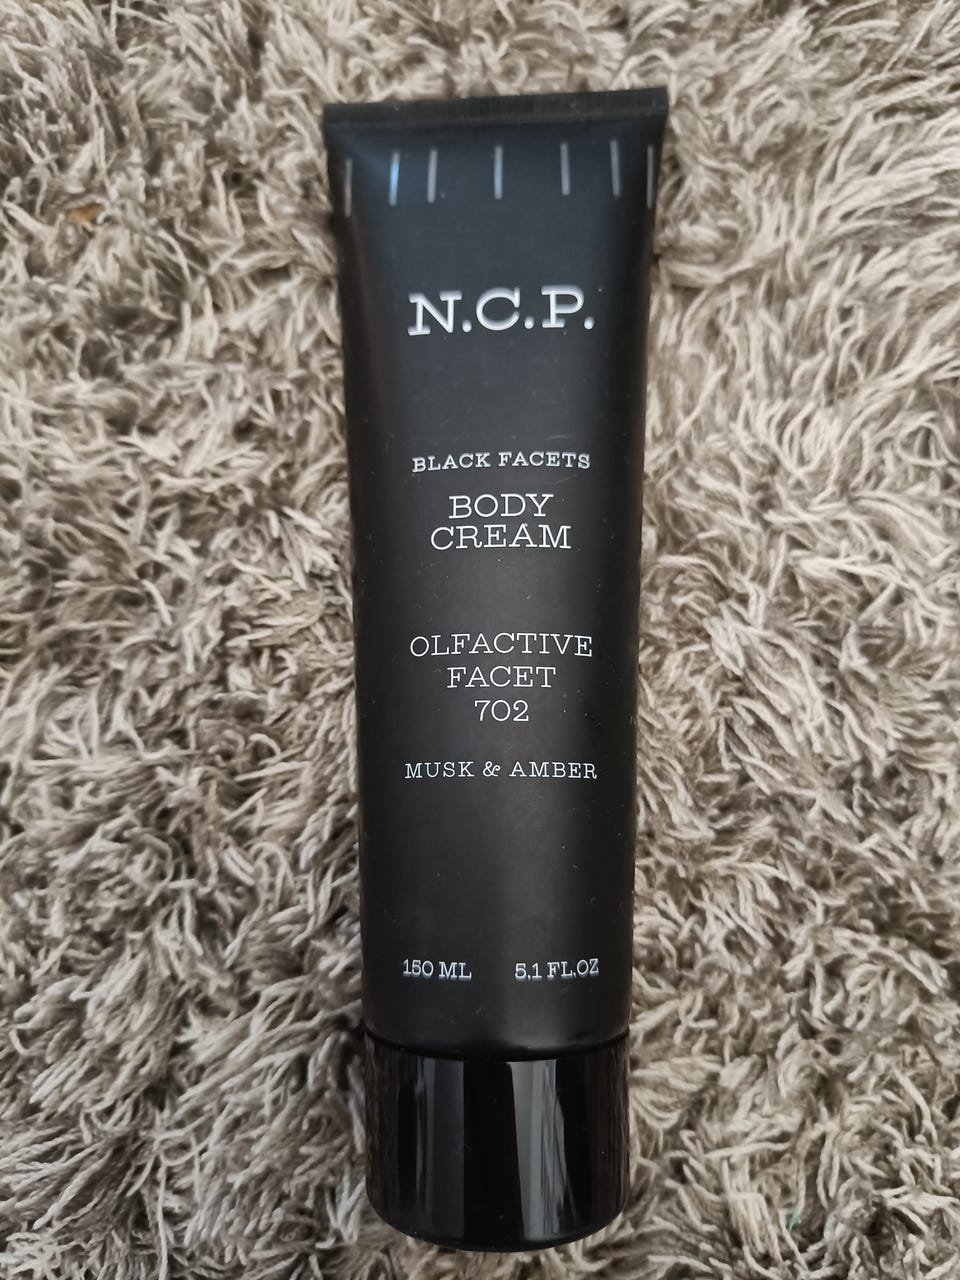 N.C.P.
BLACK FACETS
BODY
CREAM
OLFACTIVE
FACET
702
MUSK & AMBER
150 ML 5.1 FL.OZ